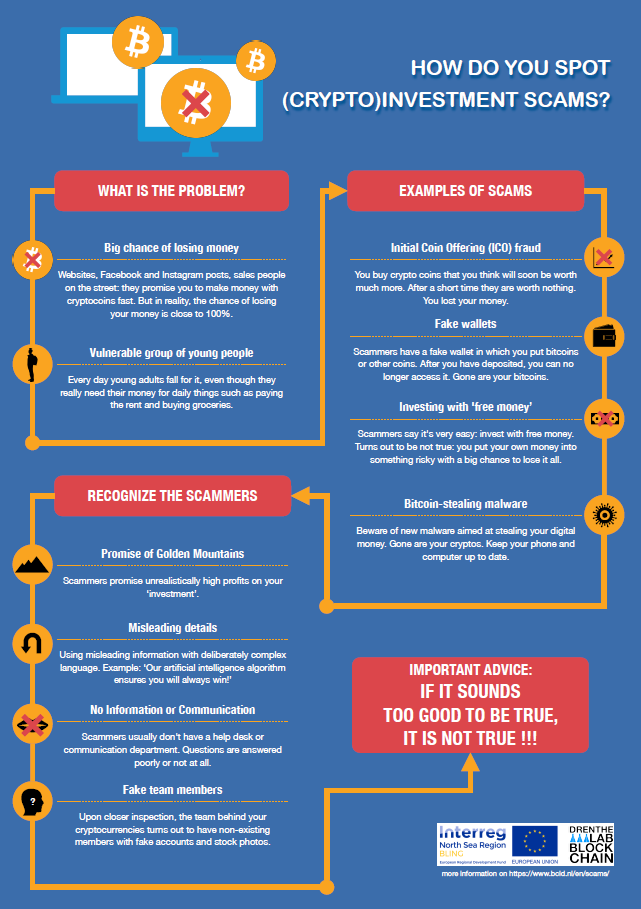 HOW DO YOU SPOT
(CRYPTO)INVESTMENT SCAMS?
WHAT IS THE PROBLEM?
Big chance of losing money
Websites, Facebook and Instagram posts, sales people
on the street: they promise you to make money with
cryptocoins fast. But in reality, the chance of losing
your money is close to 100%.
Vulnerable group of young people
Every day young adults fall for it, even though they
really need their money for daily things such as paying
the rent and buying groceries.
EXAMPLES OF SCAMS
Initial Coin Offering (ICO) fraud
You buy crypto coins that you think will soon be worth
much more. After a short time they are worth nothing.
You lost your money.
Fake wallets
Scammers have a fake wallet in which you put bitcoins
or other coins. After you have deposited, you can no
longer access it. Gone are your bitcoins.
Investing with 'free money'
Scammers say it's very easy: invest with free money.
Turns out to be not true: you put your own money into
something risky with a big chance to lose it all.
Bitcoin-stealing malware
Beware of new malware aimed at stealing your digital
money. Gone are your cryptos. Keep your phone and
computer up to date.
RECOGNIZE THE SCAMMERS
Promise of Golden Mountains
Scammers promise unrealistically high profits on your
'investment'.
Misleading details
Using misleading information with deliberately complex
language. Example: 'Our artificial intelligence algorithm
ensures you will always win!'
No Information or Communication
Scammers usually don't have a help desk or
communication department. Questions are answered
poorly or not at all.
Fake team members
?
Upon closer inspection, the team behind your
cryptocurrencies turns out to have non-existing
members with fake accounts and stock photos.
IMPORTANT ADVICE:
IF IT SOUNDS
TOO GOOD TO BE TRUE,
IT IS NOT TRUE !!!
Interreg
North Sea Region
BLING
European Regional Development Fund
EUROPEAN UNION
DRENTHE
LAB
BLOCK
CHAIN
more information on https://www.bcld.nl/en/scams/